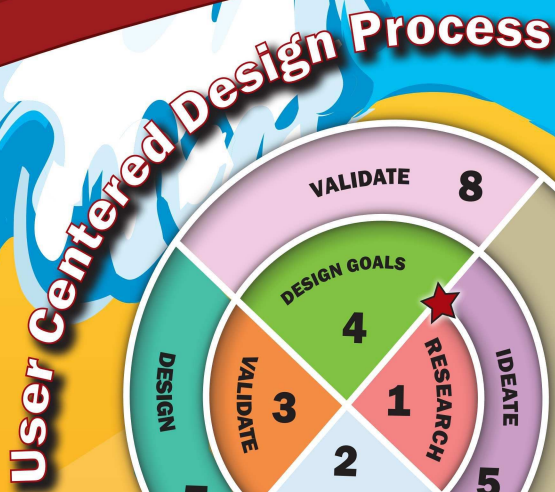 User Centered Design Process
VALIDATE 8
DESIGN GOALS
4
DESIGN
VALIDATE 3
1 RESEARCH
IDEATE
5
2